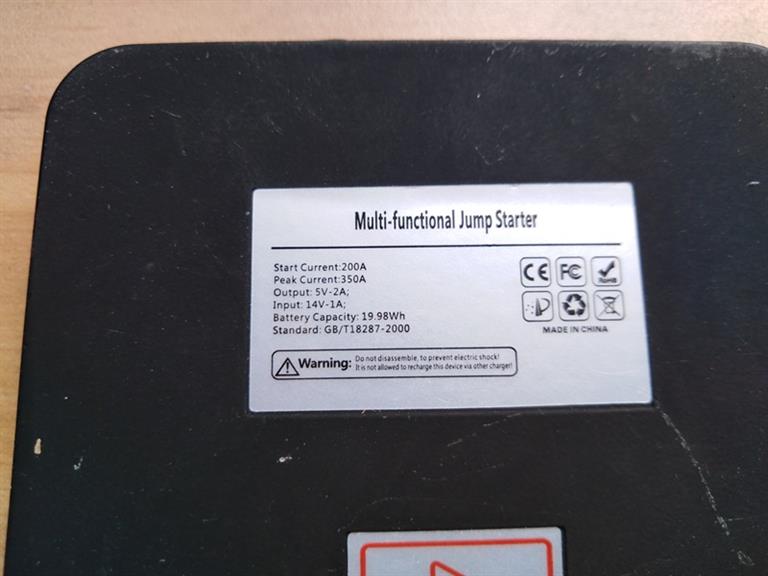 Multi-functional Jump Starter
Start Current:200A
Peak Current:350A
Output: 5V-2A;
Input: 14V-1A;
Battery Capacity: 19.98Wh
Standard: GB/T18287-2000
CE FC RoHS
MADE IN CHINA
Warning: Do not disassemble, to prevent electric shock!
It is not allowed to recharge this device via other charger!